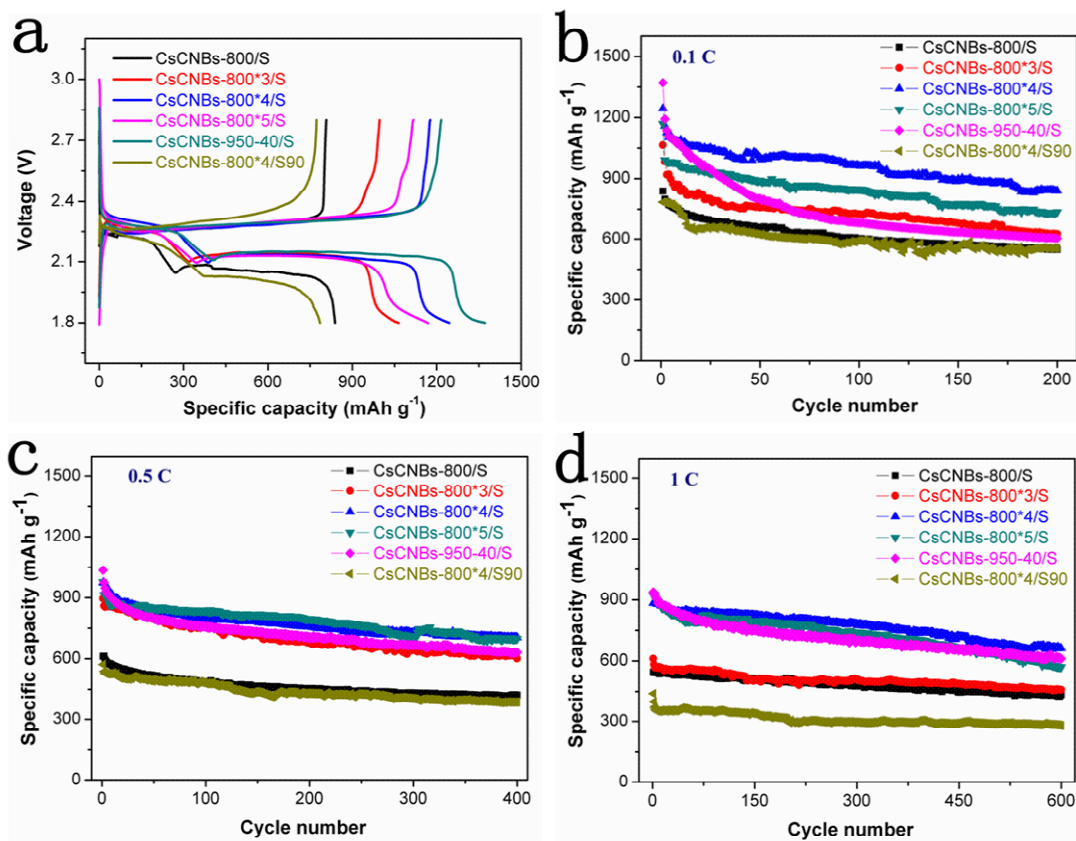 a
CsCNBs-800/S
CsCNBs-800*3/S
CsCNBs-800*4/S
CsCNBs-800*5/S
CsCNBs-950-40/S
CsCNBs-800*4/S90
3.0
2.7
2.4
2.1
1.8
Voltage (V)
0 300 600 900 1200 1500
Specific capacity (mAh g⁻¹)
b
0.1 C
CsCNBs-800/S
CsCNBs-800*3/S
CsCNBs-800*4/S
CsCNBs-800*5/S
CsCNBs-950-40/S
CsCNBs-800*4/S90
1500
1200
900
600
300
0
Specific capacity (mAh g⁻¹)
0 50 100 150 200
Cycle number
c
0.5 C
CsCNBs-800/S
CsCNBs-800*3/S
CsCNBs-800*4/S
CsCNBs-800*5/S
CsCNBs-950-40/S
CsCNBs-800*4/S90
1500
1200
900
600
300
0
Specific capacity (mAh g⁻¹)
0 100 200 300 400
Cycle number
d
1 C
CsCNBs-800/S
CsCNBs-800*3/S
CsCNBs-800*4/S
CsCNBs-800*5/S
CsCNBs-950-40/S
CsCNBs-800*4/S90
1500
1200
900
600
300
0
Specific capacity (mAh g⁻¹)
0 150 300 450 600
Cycle number